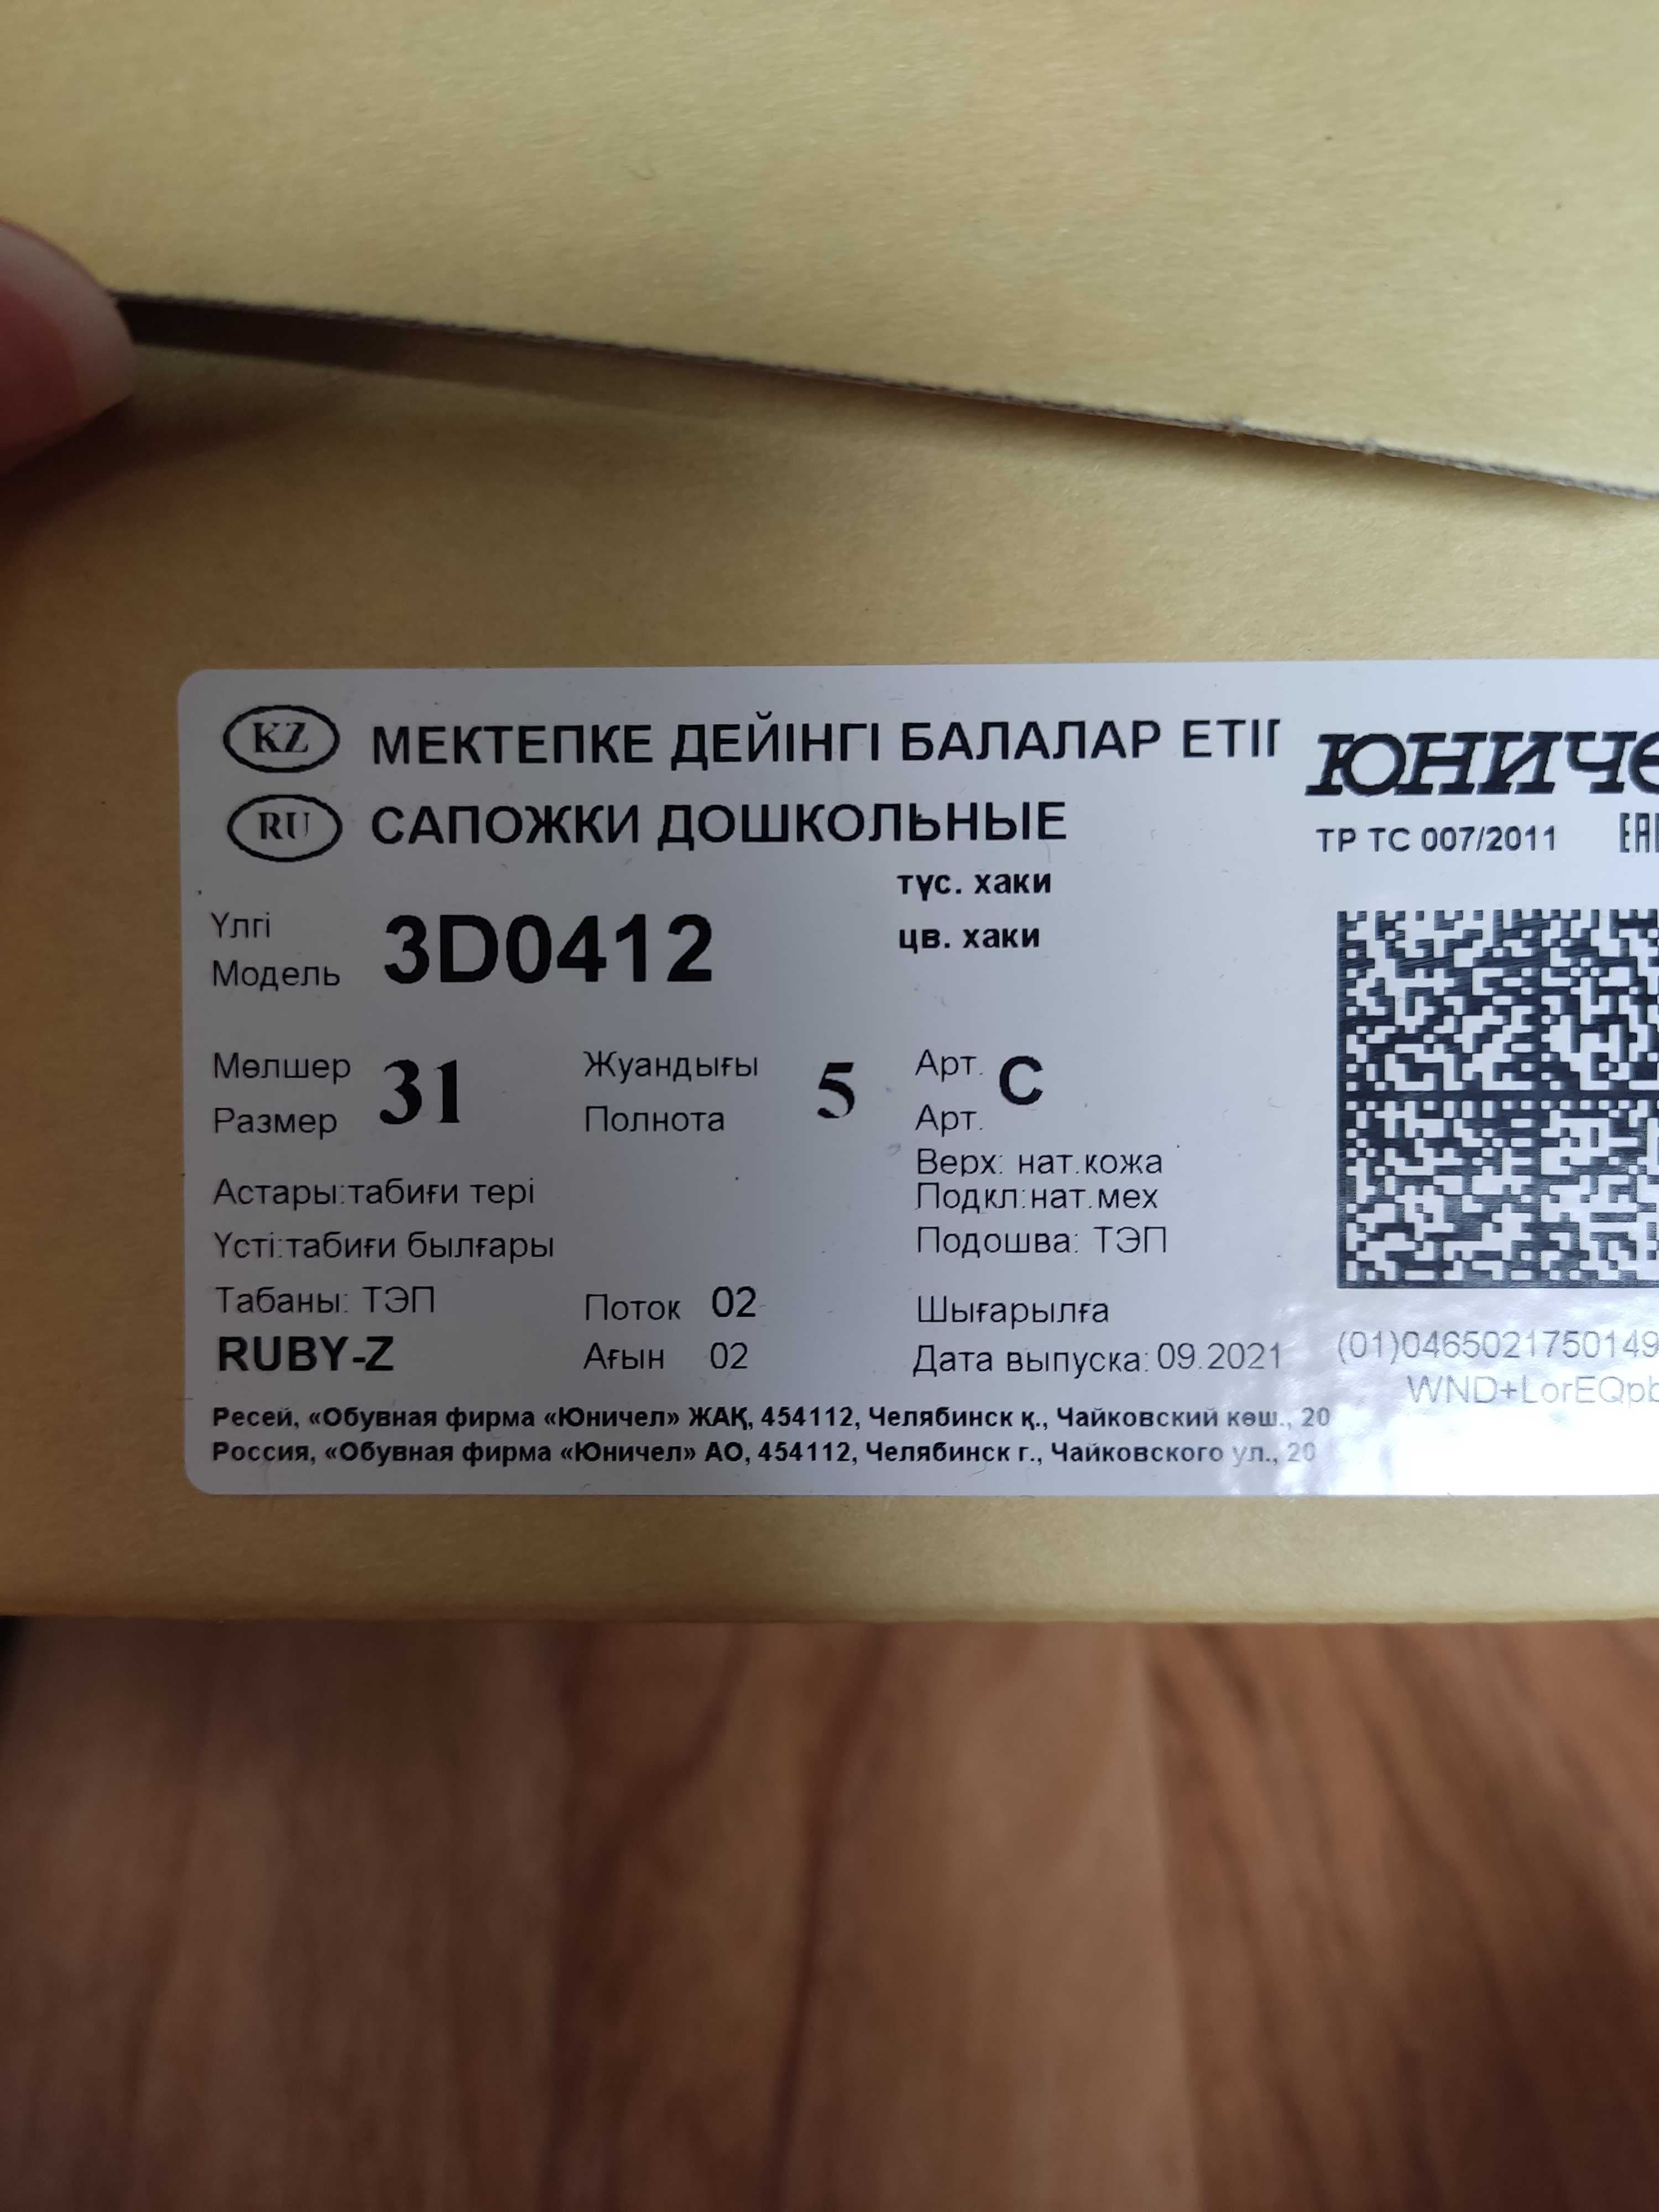 KZ МЕКТЕПКЕ ДЕЙІНГІ БАЛАЛАР ЕТІГ
RU САПОЖКИ ДОШКОЛЬНЫЕ
ЮНИЧЕ
ТР ТС 007/2011 EAC
түс. хаки
цв. хаки
Үлгі
Модель 3D0412
Мөлшер
Размер 31
Жуандығы
Полнота 5
Арт. С
Арт.
Верх: нат.кожа
Подкл:нат.мех
Подошва: ТЭП
Астары:табиғи тері
Үсті:табиғи былғары
Табаны: ТЭП
RUBY-Z
Поток 02
Ағын 02
Шығарылға
Дата выпуска: 09.2021
(01)0465021750149
WND+LorEQpb
Ресей, «Обувная фирма «Юничел» ЖАҚ, 454112, Челябинск қ., Чайковский көш., 20
Россия, «Обувная фирма «Юничел» АО, 454112, Челябинск г., Чайковского ул., 20